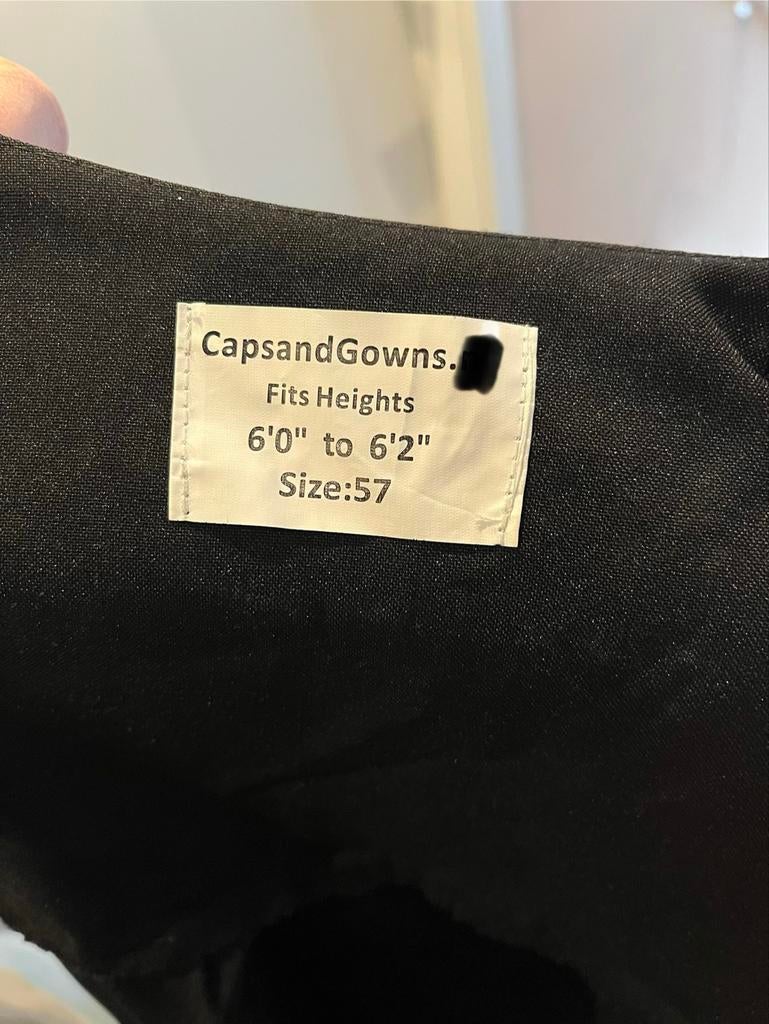 CapsandGowns.
Fits Heights
6'0" to 6'2"
Size:57